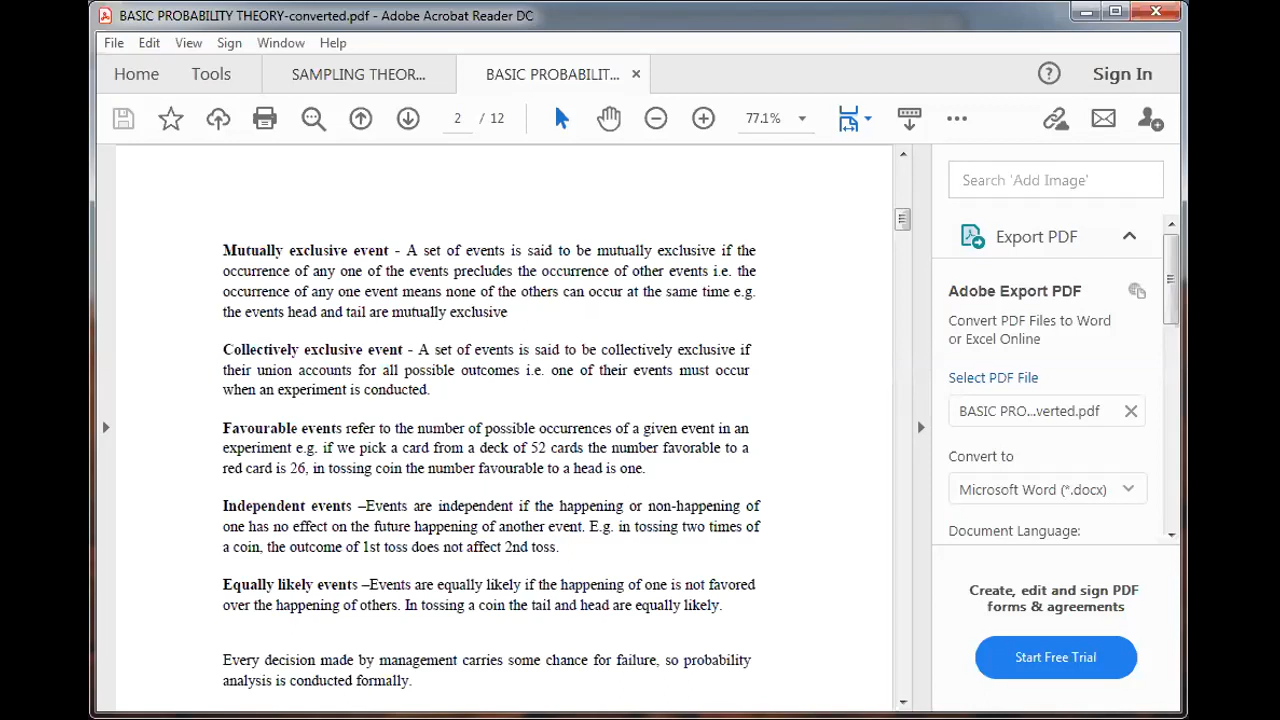 BASIC PROBABILITY THEORY-converted.pdf - Adobe Acrobat Reader DC
File Edit View Sign Window Help
Home Tools SAMPLING THEOR... BASIC PROBABILIT... × Sign In
2 / 12 77.1%
Mutually exclusive event - A set of events is said to be mutually exclusive if the
occurrence of any one of the events precludes the occurrence of other events i.e. the
occurrence of any one event means none of the others can occur at the same time e.g.
the events head and tail are mutually exclusive
Collectively exclusive event - A set of events is said to be collectively exclusive if
their union accounts for all possible outcomes i.e. one of their events must occur
when an experiment is conducted.
Favourable events refer to the number of possible occurrences of a given event in an
experiment e.g. if we pick a card from a deck of 52 cards the number favorable to a
red card is 26, in tossing coin the number favourable to a head is one.
Independent events –Events are independent if the happening or non-happening of
one has no effect on the future happening of another event. E.g. in tossing two times of
a coin, the outcome of 1st toss does not affect 2nd toss.
Equally likely events –Events are equally likely if the happening of one is not favored
over the happening of others. In tossing a coin the tail and head are equally likely.
Every decision made by management carries some chance for failure, so probability
analysis is conducted formally.
Search 'Add Image'
Export PDF
Adobe Export PDF
Convert PDF Files to Word
or Excel Online
Select PDF File
BASIC PRO...verted.pdf
Convert to
Microsoft Word (*.docx)
Document Language:
Create, edit and sign PDF
forms & agreements
Start Free Trial